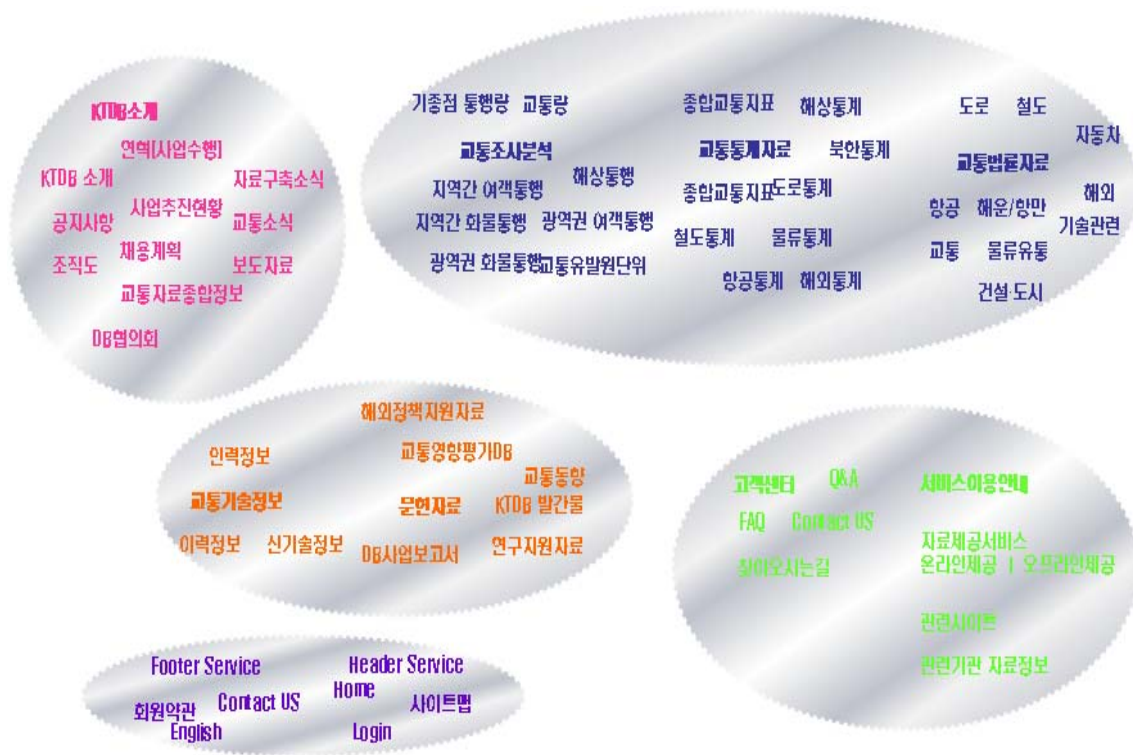 KTDB소개
연혁[사업수행]
KTDB 소개
자료구축소식
사업추진현황
공지사항
교통소식
채용계획
조직도
보도자료
교통자료종합정보
DB협의회
기종점 통행량 교통량
교통조사분석
해상통행
지역간 여객통행
지역간 화물통행 광역권 여객통행
광역권 화물통행 교통유발원단위
종합교통지표 해상통계
교통통계자료 북한통계
종합교통지표 도로통계
철도통계 물류통계
항공통계 해외통계
도로 철도
자동차
교통법률자료
해외
항공 해운/항만
기술관련
교통 물류유통
건설·도시
해외정책지원자료
인력정보
교통영향평가DB
교통동향
교통기술정보
문헌자료
KTDB 발간물
이력정보 신기술정보
DB사업보고서
연구지원자료
고객센터 Q&A
FAQ Contact US
찾아오시는길
서비스이용안내
자료제공서비스
온라인제공 | 오프라인제공
관련사이트
관련기관 자료정보
Footer Service
Header Service
Home
회원약관
Contact US
사이트맵
English
Login